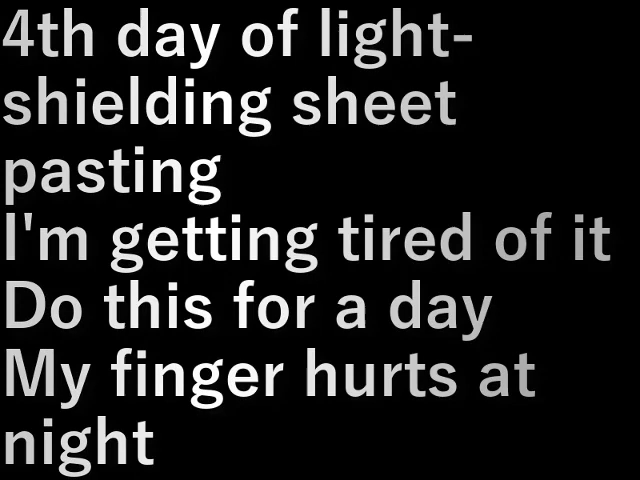 4th day of light-
shielding sheet
pasting
I'm getting tired of it
Do this for a day
My finger hurts at
night